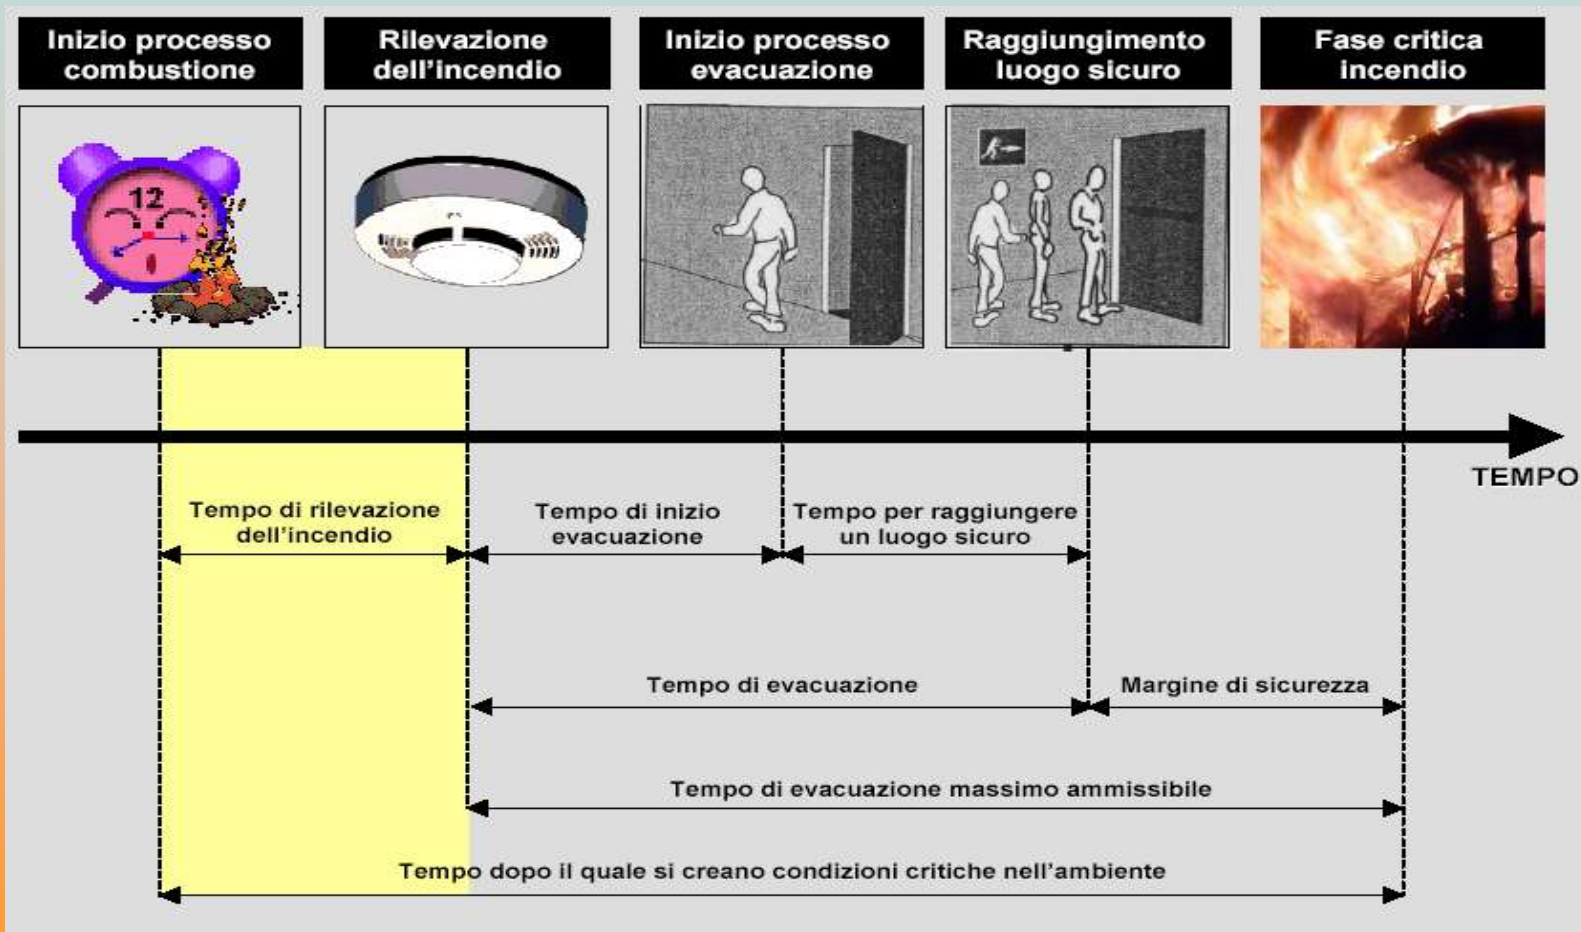 Inizio processo
combustione
Rilevazione
dell'incendio
Inizio processo
evacuazione
Raggiungimento
luogo sicuro
Fase critica
incendio
12
TEMPO
Tempo di rilevazione
dell'incendio
Tempo di inizio
evacuazione
Tempo per raggiungere
un luogo sicuro
Tempo di evacuazione
Margine di sicurezza
Tempo di evacuazione massimo ammissibile
Tempo dopo il quale si creano condizioni critiche nell'ambiente